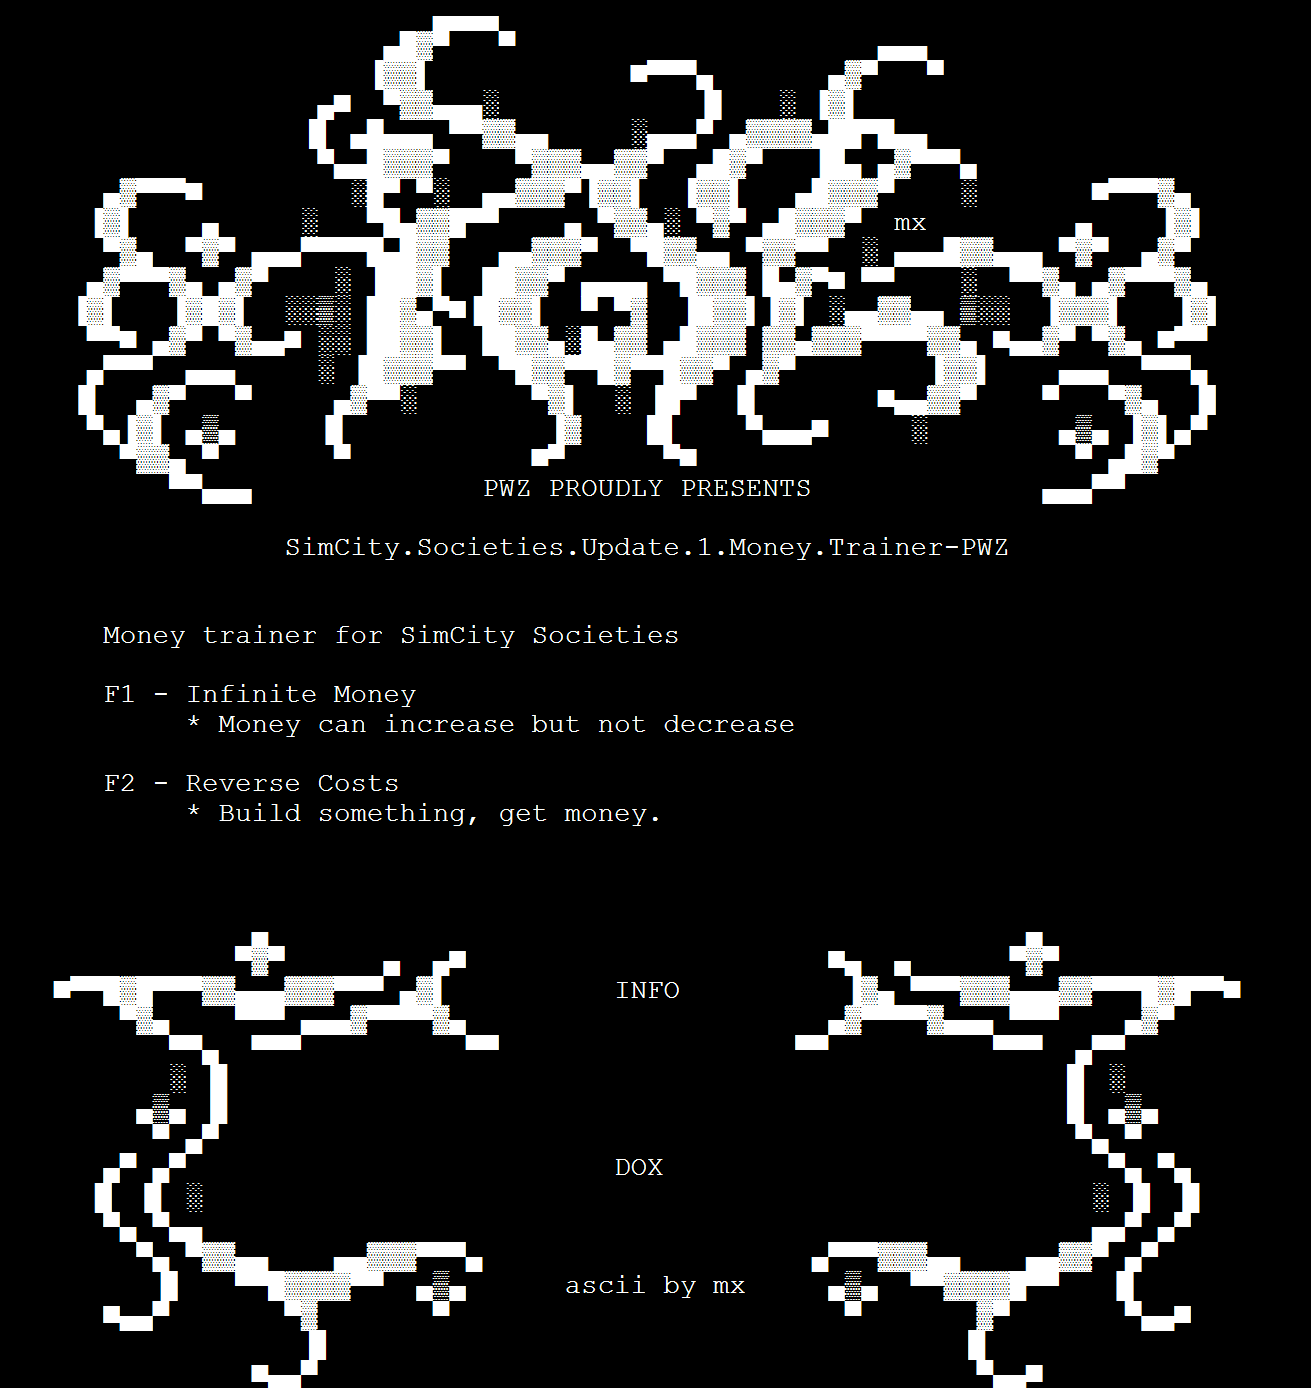 mx
PWZ PROUDLY PRESENTS
SimCity.Societies.Update.1.Money.Trainer-PWZ
Money trainer for SimCity Societies
F1 - Infinite Money
* Money can increase but not decrease
F2 - Reverse Costs
* Build something, get money.
INFO
DOX
ascii by mx